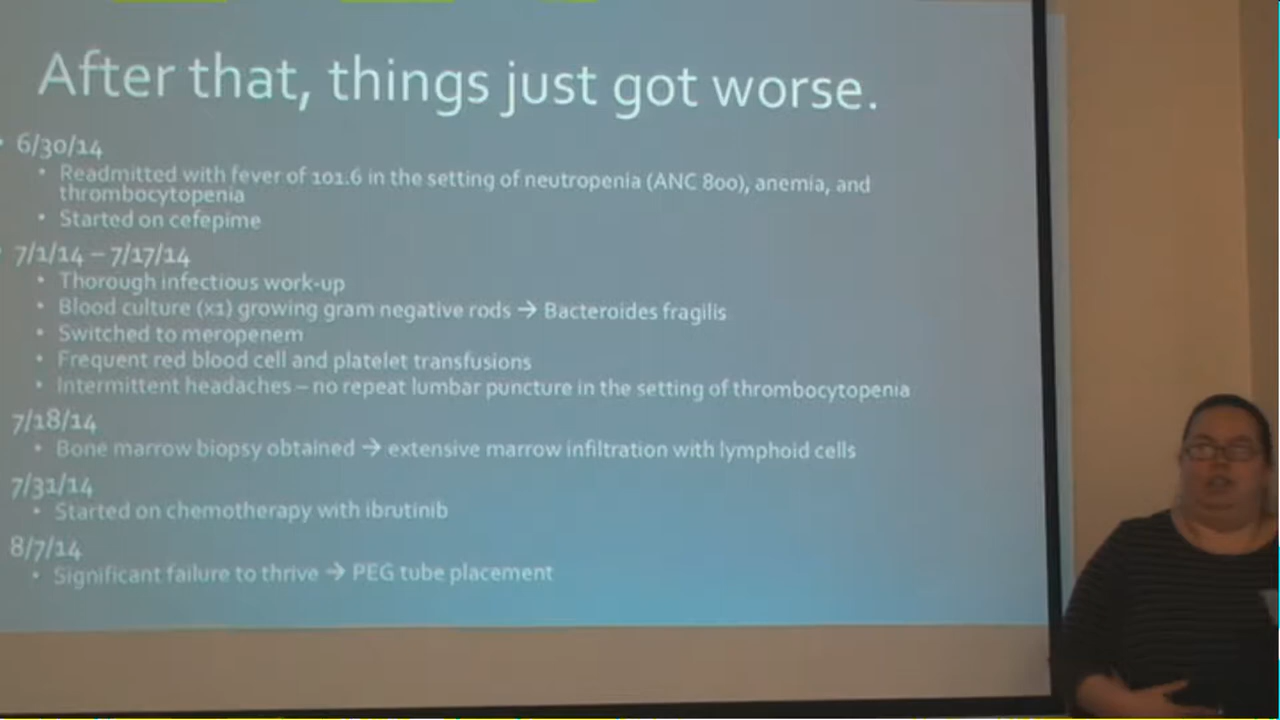 After that, things just got worse.
• 6/30/14
• Readmitted with fever of 101.6 in the setting of neutropenia (ANC 800), anemia, and
thrombocytopenia
• Started on cefepime
• 7/1/14 – 7/17/14
• Thorough infectious work-up
• Blood culture (x1) growing gram negative rods → Bacteroides fragilis
• Switched to meropenem
• Frequent red blood cell and platelet transfusions
• Intermittent headaches – no repeat lumbar puncture in the setting of thrombocytopenia
7/18/14
• Bone marrow biopsy obtained → extensive marrow infiltration with lymphoid cells
7/31/14
• Started on chemotherapy with ibrutinib
8/7/14
• Significant failure to thrive → PEG tube placement